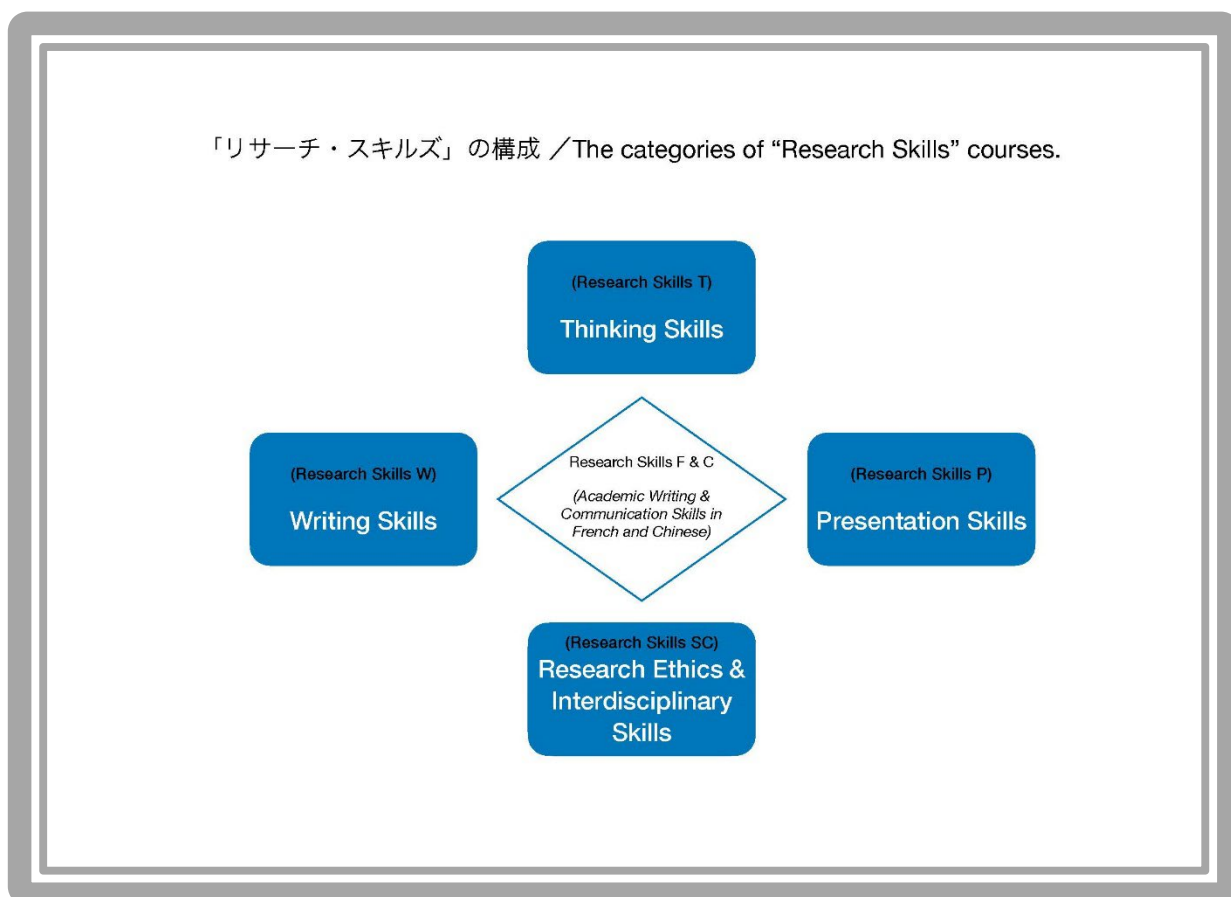 「リサーチ・スキルズ」の構成 ／The categories of “Research Skills” courses.
(Research Skills T)
Thinking Skills
(Research Skills W)
Writing Skills
Research Skills F & C
(Academic Writing &
Communication Skills in
French and Chinese)
(Research Skills P)
Presentation Skills
(Research Skills SC)
Research Ethics &
Interdisciplinary
Skills